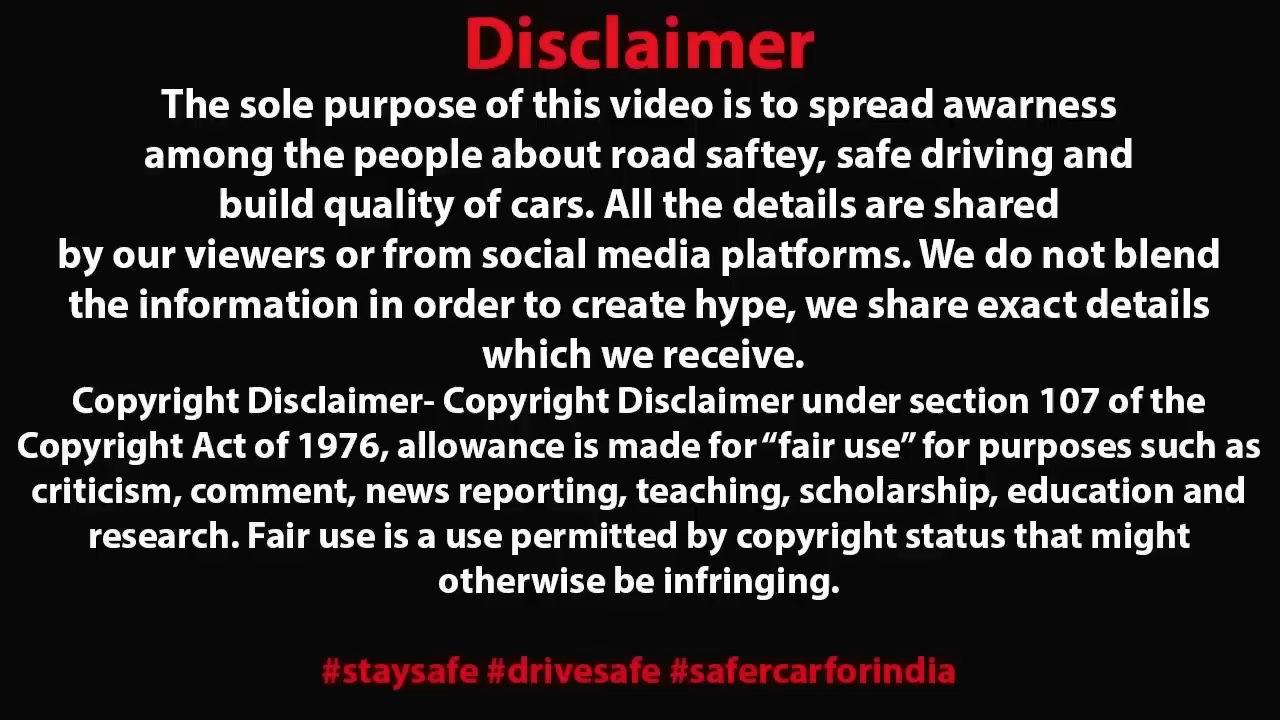 Disclaimer
The sole purpose of this video is to spread awarness
among the people about road saftey, safe driving and
build quality of cars. All the details are shared
by our viewers or from social media platforms. We do not blend
the information in order to create hype, we share exact details
which we receive.
Copyright Disclaimer- Copyright Disclaimer under section 107 of the
Copyright Act of 1976, allowance is made for “fair use” for purposes such as
criticism, comment, news reporting, teaching, scholarship, education and
research. Fair use is a use permitted by copyright status that might
otherwise be infringing.
#staysafe #drivesafe #safercarforindia